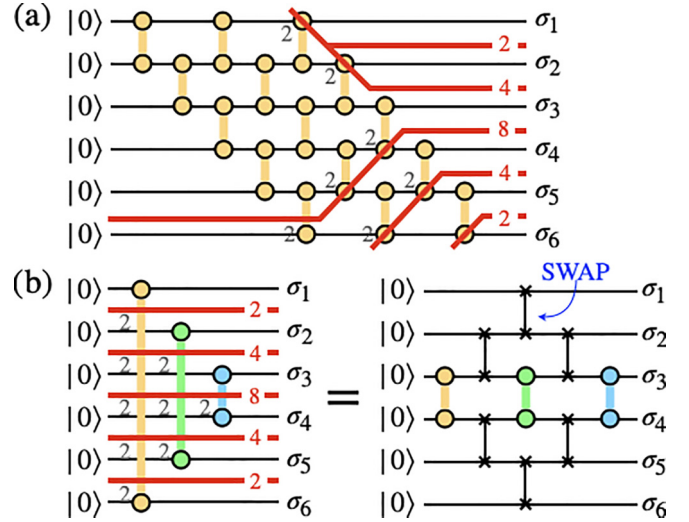 (a) |0⟩ 2 σ₁
2
|0⟩ 2 σ₂
4
|0⟩ σ₃
8
|0⟩ 2 σ₄
4
|0⟩ 2 2 σ₅
2
|0⟩ 2 2 σ₆
SWAP
(b) |0⟩ σ₁ |0⟩ σ₁
2
|0⟩ 2 σ₂ |0⟩ σ₂
4
|0⟩ 2 2 σ₃ |0⟩ σ₃
8 =
|0⟩ 2 2 2 σ₄ |0⟩ σ₄
4
|0⟩ 2 2 σ₅ |0⟩ σ₅
2
|0⟩ 2 σ₆ |0⟩ σ₆